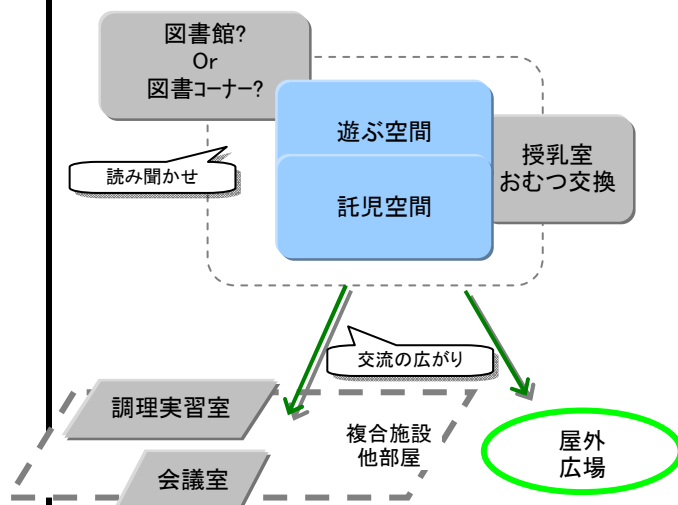 図書館?
Or
図書コーナー?
遊ぶ空間
授乳室
おむつ交換
読み聞かせ
託児空間
交流の広がり
調理実習室
複合施設
他部屋
屋外
広場
会議室